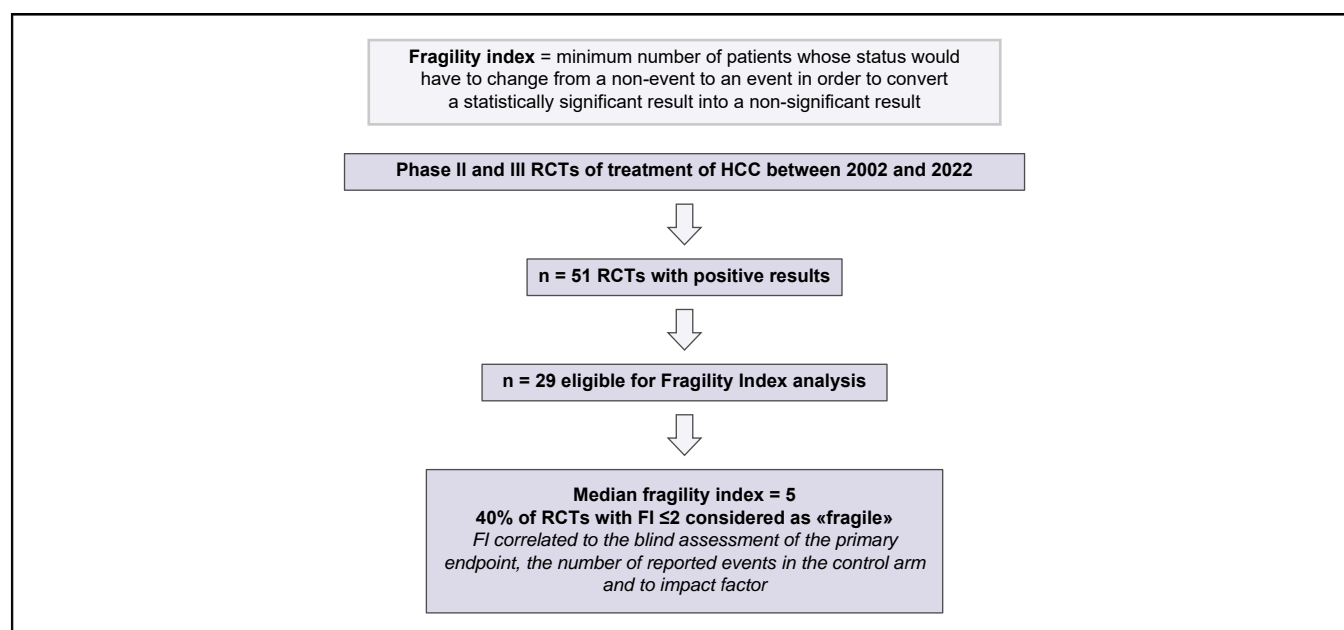 Fragility index = minimum number of patients whose status would
have to change from a non-event to an event in order to convert
a statistically significant result into a non-significant result
Phase II and III RCTs of treatment of HCC between 2002 and 2022
n = 51 RCTs with positive results
n = 29 eligible for Fragility Index analysis
Median fragility index = 5
40% of RCTs with FI ≤2 considered as «fragile»
FI correlated to the blind assessment of the primary
endpoint, the number of reported events in the control arm
and to impact factor